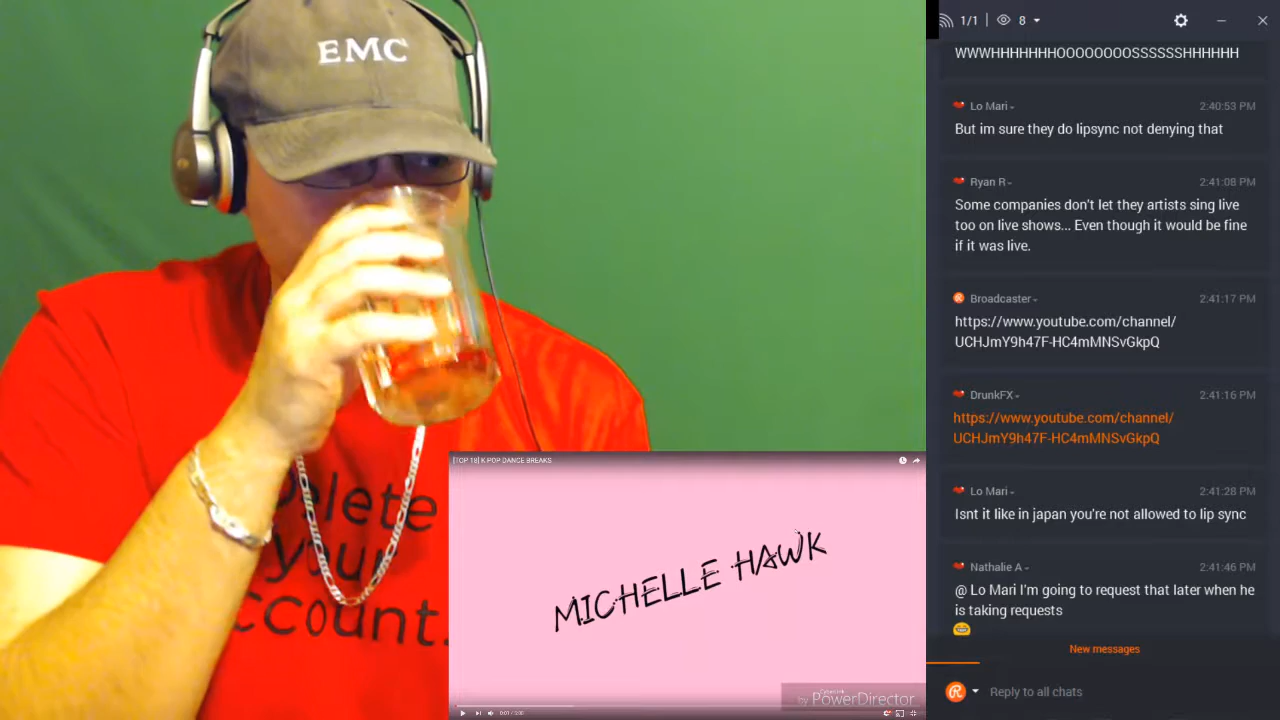 EMC
Delete
your
account.
[TOP 18] K-POP DANCE BREAKS
MICHELLE HAWK
by CyberLink
PowerDirector
1/1 8
WWWHHHHHHHOOOOOOOOSSSSSSHHHHHH
Lo Mari 2:40:53 PM
But im sure they do lipsync not denying that
Ryan R 2:41:08 PM
Some companies don't let they artists sing live
too on live shows... Even though it would be fine
if it was live.
Broadcaster 2:41:17 PM
https://www.youtube.com/channel/
UCHJmY9h47F-HC4mMNSvGkpQ
DrunkFX 2:41:16 PM
https://www.youtube.com/channel/
UCHJmY9h47F-HC4mMNSvGkpQ
Lo Mari 2:41:28 PM
Isnt it like in japan you're not allowed to lip sync
Nathalie A 2:41:46 PM
@ Lo Mari I'm going to request that later when he
is taking requests
New messages
Reply to all chats